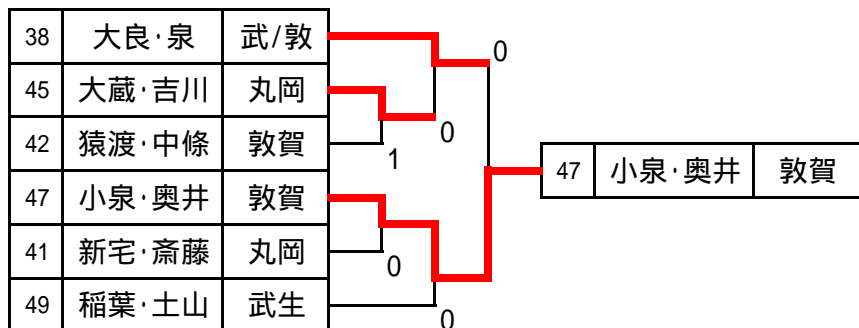 38 大良・泉 武/敦
0
45 大蔵・吉川 丸岡
0
42 猿渡・中條 敦賀
1
47 小泉・奥井 敦賀
47 小泉・奥井 敦賀
41 新宅・斎藤 丸岡
0
49 稲葉・土山 武生
0